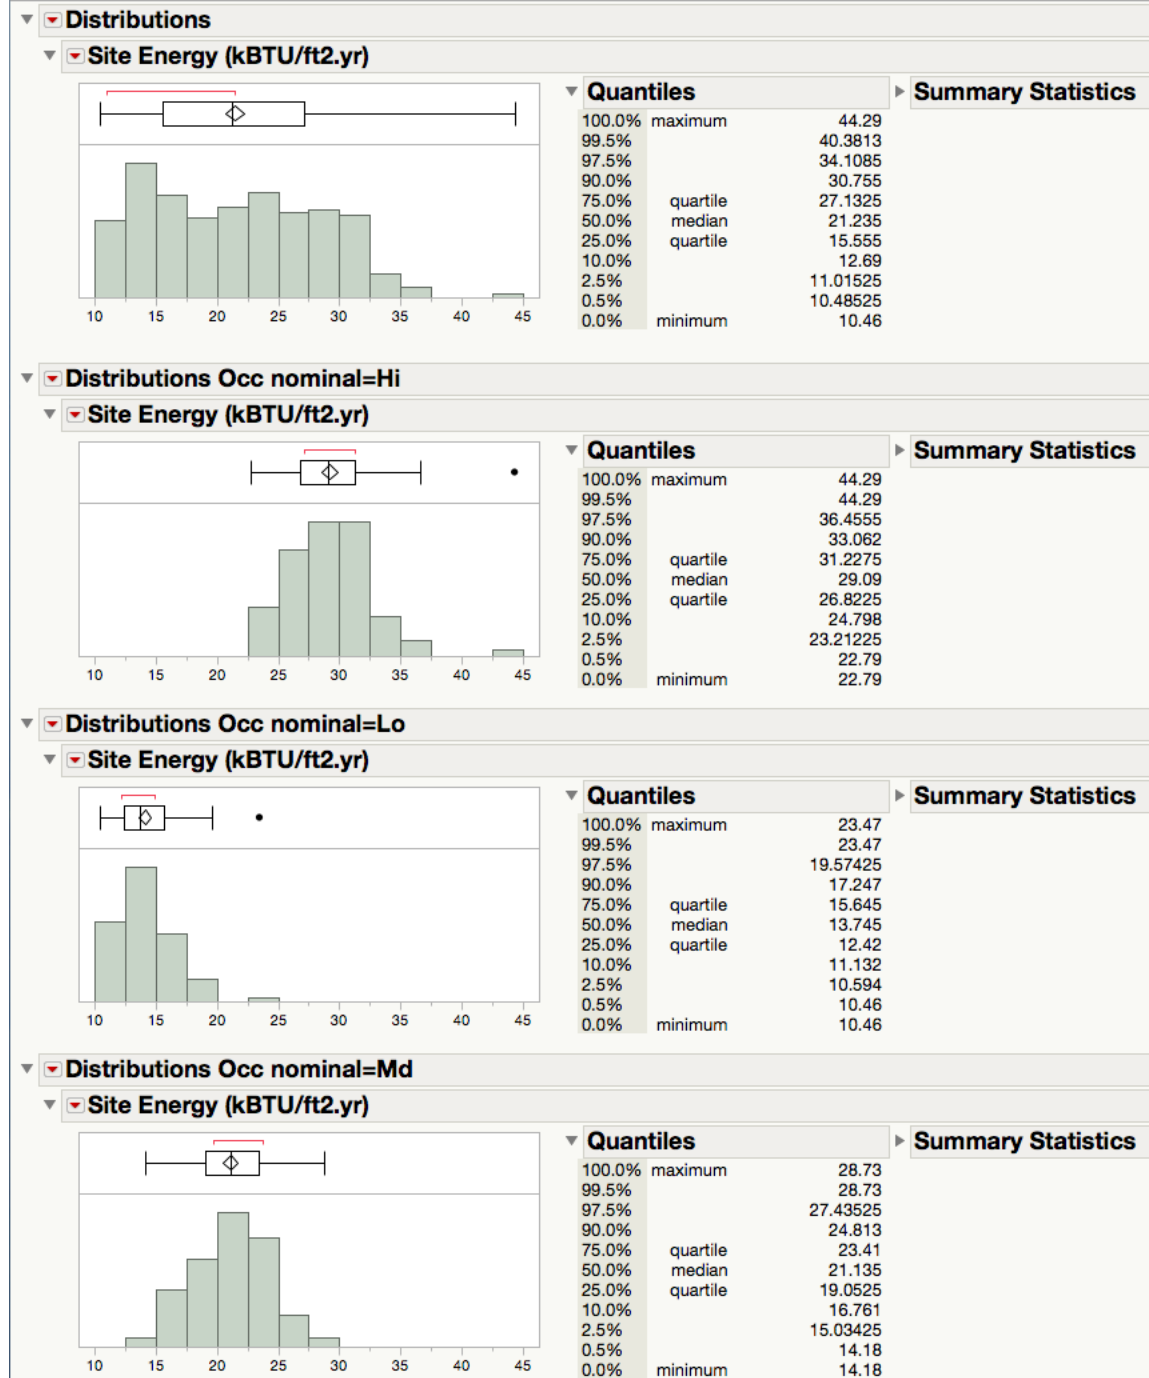 Distributions
Site Energy (kBTU/ft2.yr)
Quantiles
Summary Statistics
100.0% maximum 44.29
99.5% 40.3813
97.5% 34.1085
90.0% 30.755
75.0% quartile 27.1325
50.0% median 21.235
25.0% quartile 15.555
10.0% 12.69
2.5% 11.01525
0.5% 10.48525
0.0% minimum 10.46
10 15 20 25 30 35 40 45
Distributions Occ nominal=Hi
Site Energy (kBTU/ft2.yr)
Quantiles
Summary Statistics
100.0% maximum 44.29
99.5% 44.29
97.5% 36.4555
90.0% 33.062
75.0% quartile 31.2275
50.0% median 29.09
25.0% quartile 26.8225
10.0% 24.798
2.5% 23.21225
0.5% 22.79
0.0% minimum 22.79
10 15 20 25 30 35 40 45
Distributions Occ nominal=Lo
Site Energy (kBTU/ft2.yr)
Quantiles
Summary Statistics
100.0% maximum 23.47
99.5% 23.47
97.5% 19.57425
90.0% 17.247
75.0% quartile 15.645
50.0% median 13.745
25.0% quartile 12.42
10.0% 11.132
2.5% 10.594
0.5% 10.46
0.0% minimum 10.46
10 15 20 25 30 35 40 45
Distributions Occ nominal=Md
Site Energy (kBTU/ft2.yr)
Quantiles
Summary Statistics
100.0% maximum 28.73
99.5% 28.73
97.5% 27.43525
90.0% 24.813
75.0% quartile 23.41
50.0% median 21.135
25.0% quartile 19.0525
10.0% 16.761
2.5% 15.03425
0.5% 14.18
0.0% minimum 14.18
10 15 20 25 30 35 40 45